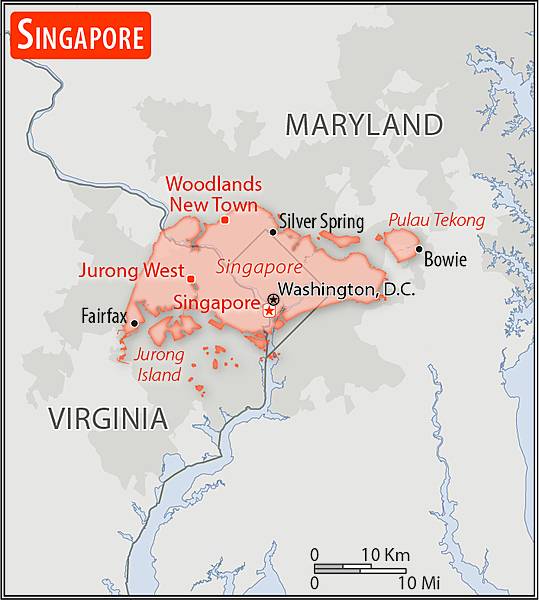 SINGAPORE
MARYLAND
Woodlands
New Town
Silver Spring
Pulau Tekong
Bowie
Singapore
Jurong West
Washington, D.C.
Singapore
Fairfax
Jurong
Island
VIRGINIA
0 10 Km
0 10 Mi